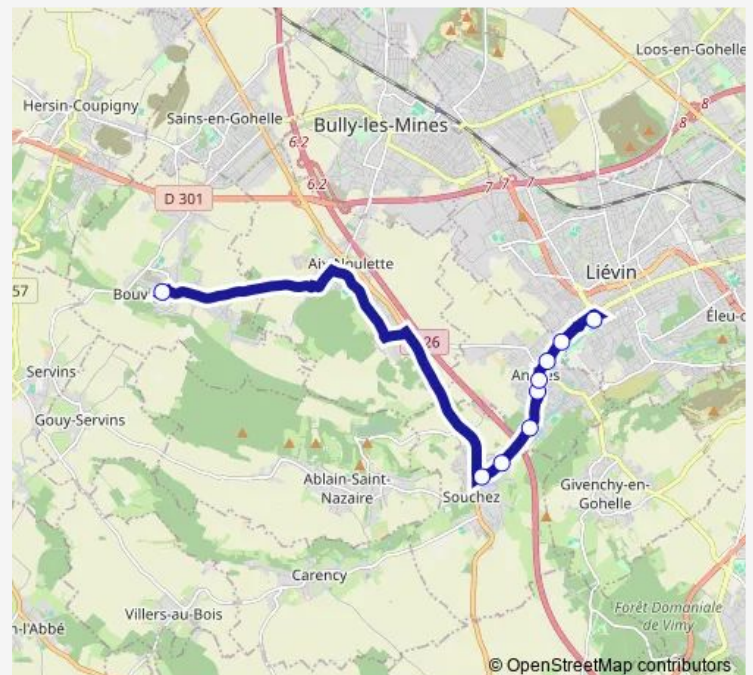 Loos-en-Gohelle
Hersin-Coupigny
Sains-en-Gohelle
Bully-les-Mines
8
8
6.2
6.2
7
7
7
D 301
Liévin
57
Servins
Gouy-Servins
Ablain-Saint-
Nazaire
Souchez
Givenchy-en-
Gohelle
Carency
Villers-au-Bois
Forêt Domaniale
de Vimy
© OpenStreetMap contributors